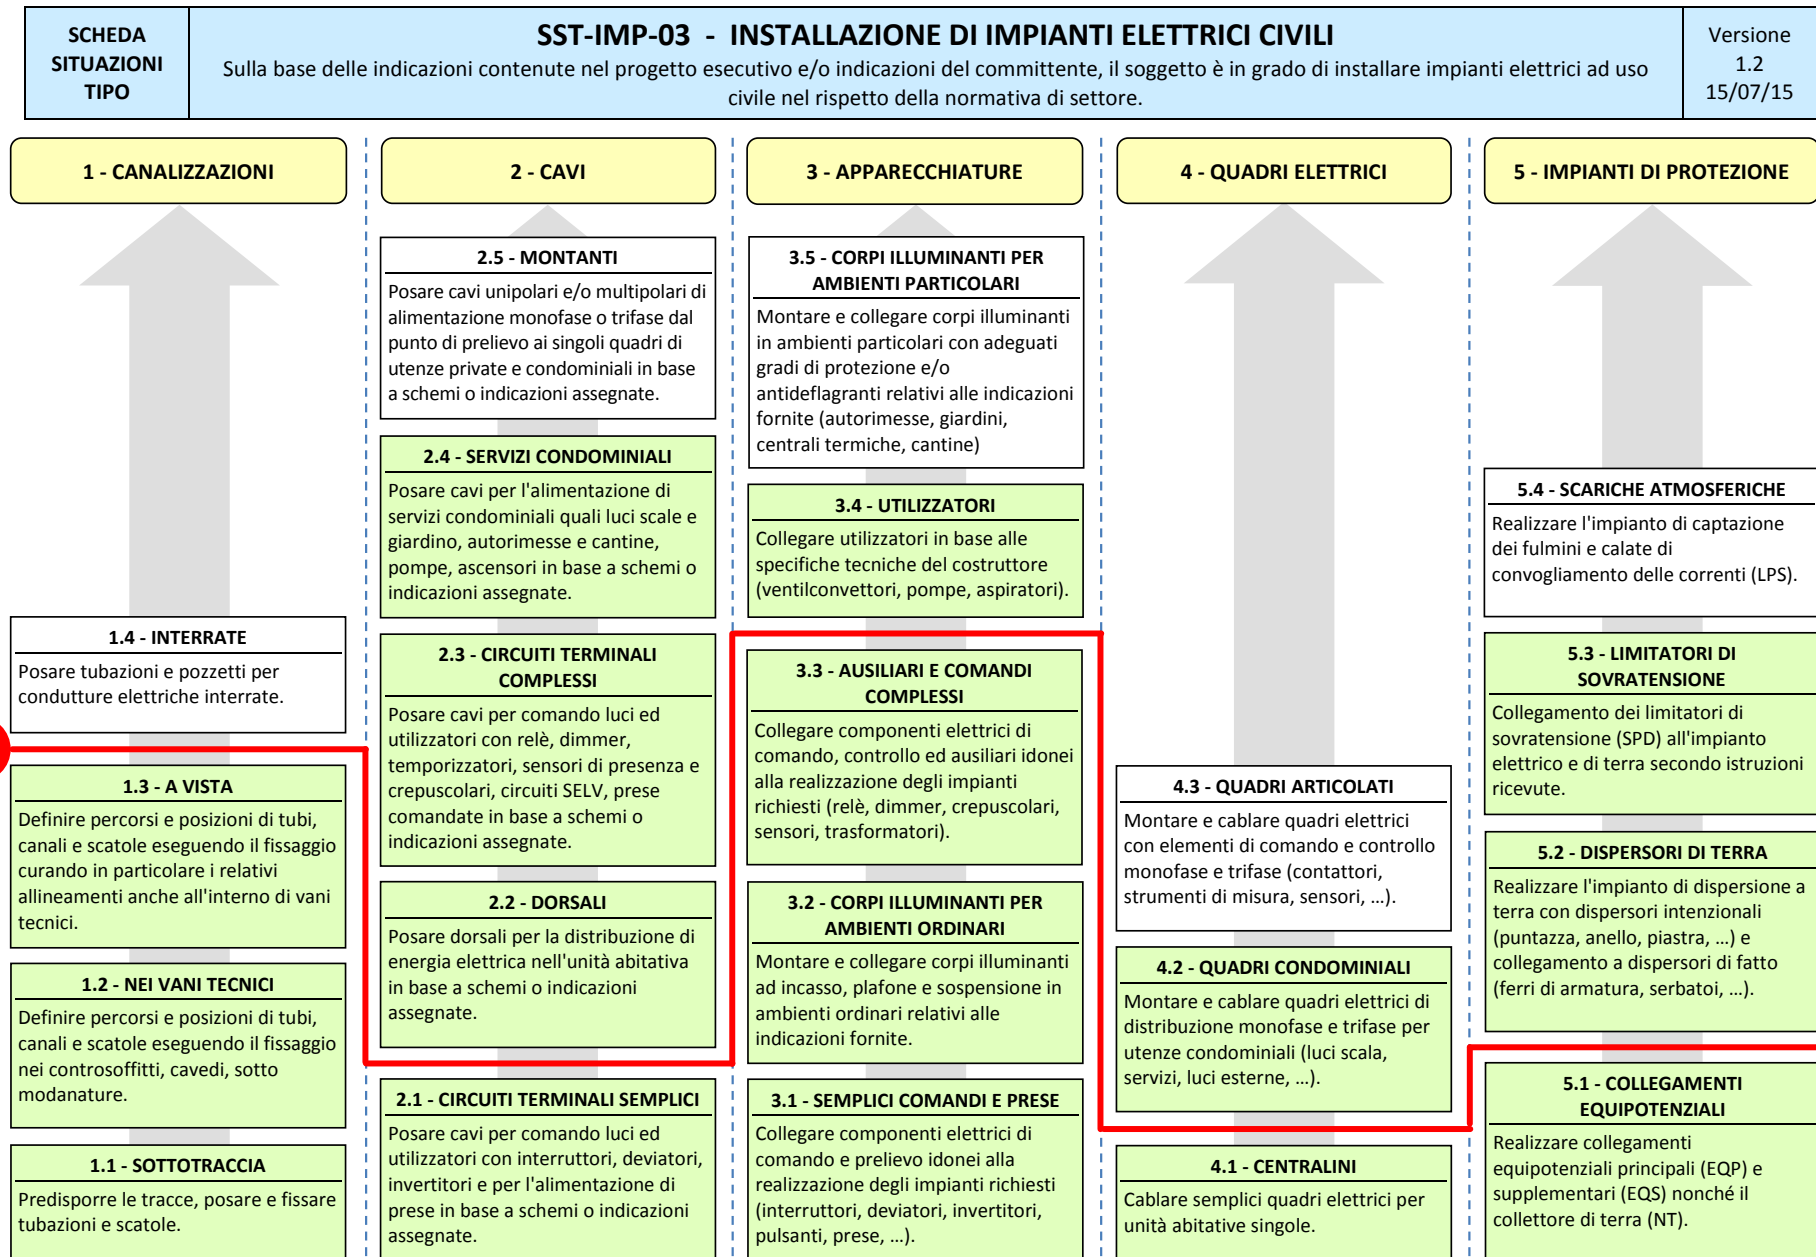 SCHEDA
SITUAZIONI
TIPO
SST-IMP-03 - INSTALLAZIONE DI IMPIANTI ELETTRICI CIVILI
Sulla base delle indicazioni contenute nel progetto esecutivo e/o indicazioni del committente, il soggetto è in grado di installare impianti elettrici ad uso
civile nel rispetto della normativa di settore.
Versione
1.2
15/07/15
1 - CANALIZZAZIONI
1.4 - INTERRATE
Posare tubazioni e pozzetti per
condutture elettriche interrate.
1.3 - A VISTA
Definire percorsi e posizioni di tubi,
canali e scatole eseguendo il fissaggio
curando in particolare i relativi
allineamenti anche all'interno di vani
tecnici.
1.2 - NEI VANI TECNICI
Definire percorsi e posizioni di tubi,
canali e scatole eseguendo il fissaggio
nei controsoffitti, cavedi, sotto
modanature.
1.1 - SOTTOTRACCIA
Predisporre le tracce, posare e fissare
tubazioni e scatole.
2 - CAVI
2.5 - MONTANTI
Posare cavi unipolari e/o multipolari di
alimentazione monofase o trifase dal
punto di prelievo ai singoli quadri di
utenze private e condominiali in base
a schemi o indicazioni assegnate.
2.4 - SERVIZI CONDOMINIALI
Posare cavi per l'alimentazione di
servizi condominiali quali luci scale e
giardino, autorimesse e cantine,
pompe, ascensori in base a schemi o
indicazioni assegnate.
2.3 - CIRCUITI TERMINALI
COMPLESSI
Posare cavi per comando luci ed
utilizzatori con relè, dimmer,
temporizzatori, sensori di presenza e
crepuscolari, circuiti SELV, prese
comandate in base a schemi o
indicazioni assegnate.
2.2 - DORSALI
Posare dorsali per la distribuzione di
energia elettrica nell'unità abitativa
in base a schemi o indicazioni
assegnate.
2.1 - CIRCUITI TERMINALI SEMPLICI
Posare cavi per comando luci ed
utilizzatori con interruttori, deviatori,
invertitori e per l'alimentazione di
prese in base a schemi o indicazioni
assegnate.
3 - APPARECCHIATURE
3.5 - CORPI ILLUMINANTI PER
AMBIENTI PARTICOLARI
Montare e collegare corpi illuminanti
in ambienti particolari con adeguati
gradi di protezione e/o
antideflagranti relativi alle indicazioni
fornite (autorimesse, giardini,
centrali termiche, cantine)
3.4 - UTILIZZATORI
Collegare utilizzatori in base alle
specifiche tecniche del costruttore
(ventilconvettori, pompe, aspiratori).
3.3 - AUSILIARI E COMANDI
COMPLESSI
Collegare componenti elettrici di
comando, controllo ed ausiliari idonei
alla realizzazione degli impianti
richiesti (relè, dimmer, crepuscolari,
sensori, trasformatori).
3.2 - CORPI ILLUMINANTI PER
AMBIENTI ORDINARI
Montare e collegare corpi illuminanti
ad incasso, plafone e sospensione in
ambienti ordinari relativi alle
indicazioni fornite.
3.1 - SEMPLICI COMANDI E PRESE
Collegare componenti elettrici di
comando e prelievo idonei alla
realizzazione degli impianti richiesti
(interruttori, deviatori, invertitori,
pulsanti, prese, …).
4 - QUADRI ELETTRICI
4.3 - QUADRI ARTICOLATI
Montare e cablare quadri elettrici
con elementi di comando e controllo
monofase e trifase (contattori,
strumenti di misura, sensori, …).
4.2 - QUADRI CONDOMINIALI
Montare e cablare quadri elettrici di
distribuzione monofase e trifase per
utenze condominiali (luci scala,
servizi, luci esterne, …).
4.1 - CENTRALINI
Cablare semplici quadri elettrici per
unità abitative singole.
5 - IMPIANTI DI PROTEZIONE
5.4 - SCARICHE ATMOSFERICHE
Realizzare l'impianto di captazione
dei fulmini e calate di
convogliamento delle correnti (LPS).
5.3 - LIMITATORI DI
SOVRATENSIONE
Collegamento dei limitatori di
sovratensione (SPD) all'impianto
elettrico e di terra secondo istruzioni
ricevute.
5.2 - DISPERSORI DI TERRA
Realizzare l'impianto di dispersione a
terra con dispersori intenzionali
(puntazza, anello, piastra, …) e
collegamento a dispersori di fatto
(ferri di armatura, serbatoi, …).
5.1 - COLLEGAMENTI
EQUIPOTENZIALI
Realizzare collegamenti
equipotenziali principali (EQP) e
supplementari (EQS) nonché il
collettore di terra (NT).